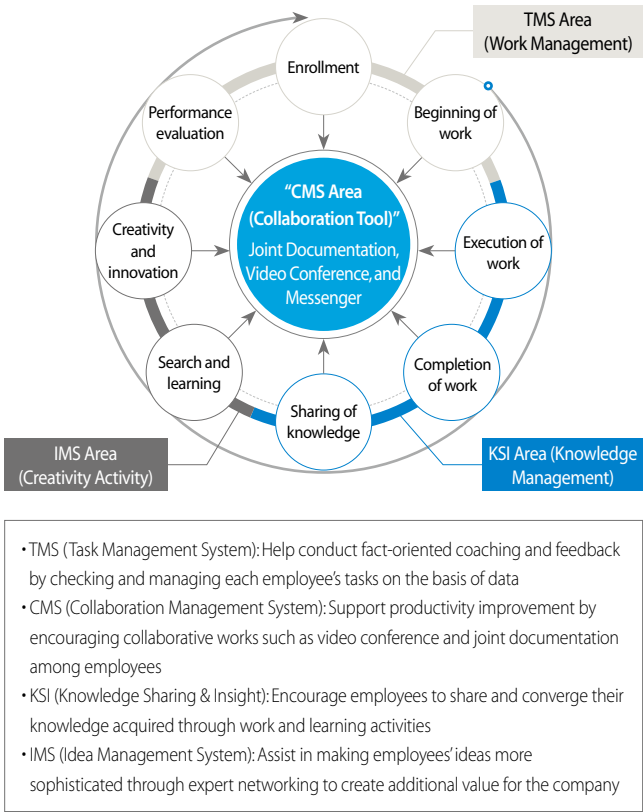 TMS Area
(Work Management)
Enrollment
Performance
evaluation
Beginning of
work
"CMS Area
(Collaboration Tool)"
Joint Documentation,
Video Conference, and
Messenger
Creativity
and
innovation
Execution of
work
Search and
learning
Completion
of work
Sharing of
knowledge
IMS Area
(Creativity Activity)
KSI Area (Knowledge
Management)
• TMS (Task Management System): Help conduct fact-oriented coaching and feedback
by checking and managing each employee's tasks on the basis of data
• CMS (Collaboration Management System): Support productivity improvement by
encouraging collaborative works such as video conference and joint documentation
among employees
• KSI (Knowledge Sharing & Insight): Encourage employees to share and converge their
knowledge acquired through work and learning activities
• IMS (Idea Management System): Assist in making employees' ideas more
sophisticated through expert networking to create additional value for the company